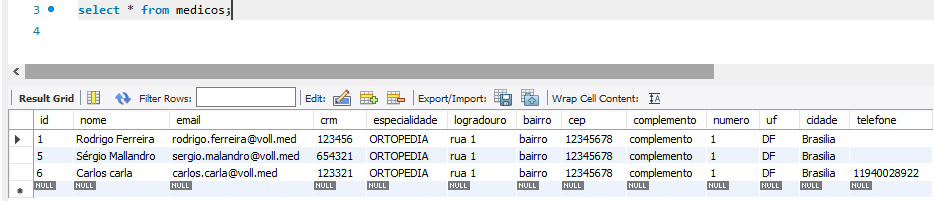 3 select * from medicos;
4
Result Grid Filter Rows: Edit: Export/Import: Wrap Cell Content:
id nome email crm especialidade logradouro bairro cep complemento numero uf cidade telefone
1 Rodrigo Ferreira rodrigo.ferreira@voll.med 123456 ORTOPEDIA rua 1 bairro 12345678 complemento 1 DF Brasilia
5 Sérgio Mallandro sergio.malandro@voll.med 654321 ORTOPEDIA rua 1 bairro 12345678 complemento 1 DF Brasilia
6 Carlos carla carlos.carla@voll.med 123321 ORTOPEDIA rua 1 bairro 12345678 complemento 1 DF Brasilia 11940028922
NULL NULL NULL NULL NULL NULL NULL NULL NULL NULL NULL NULL NULL